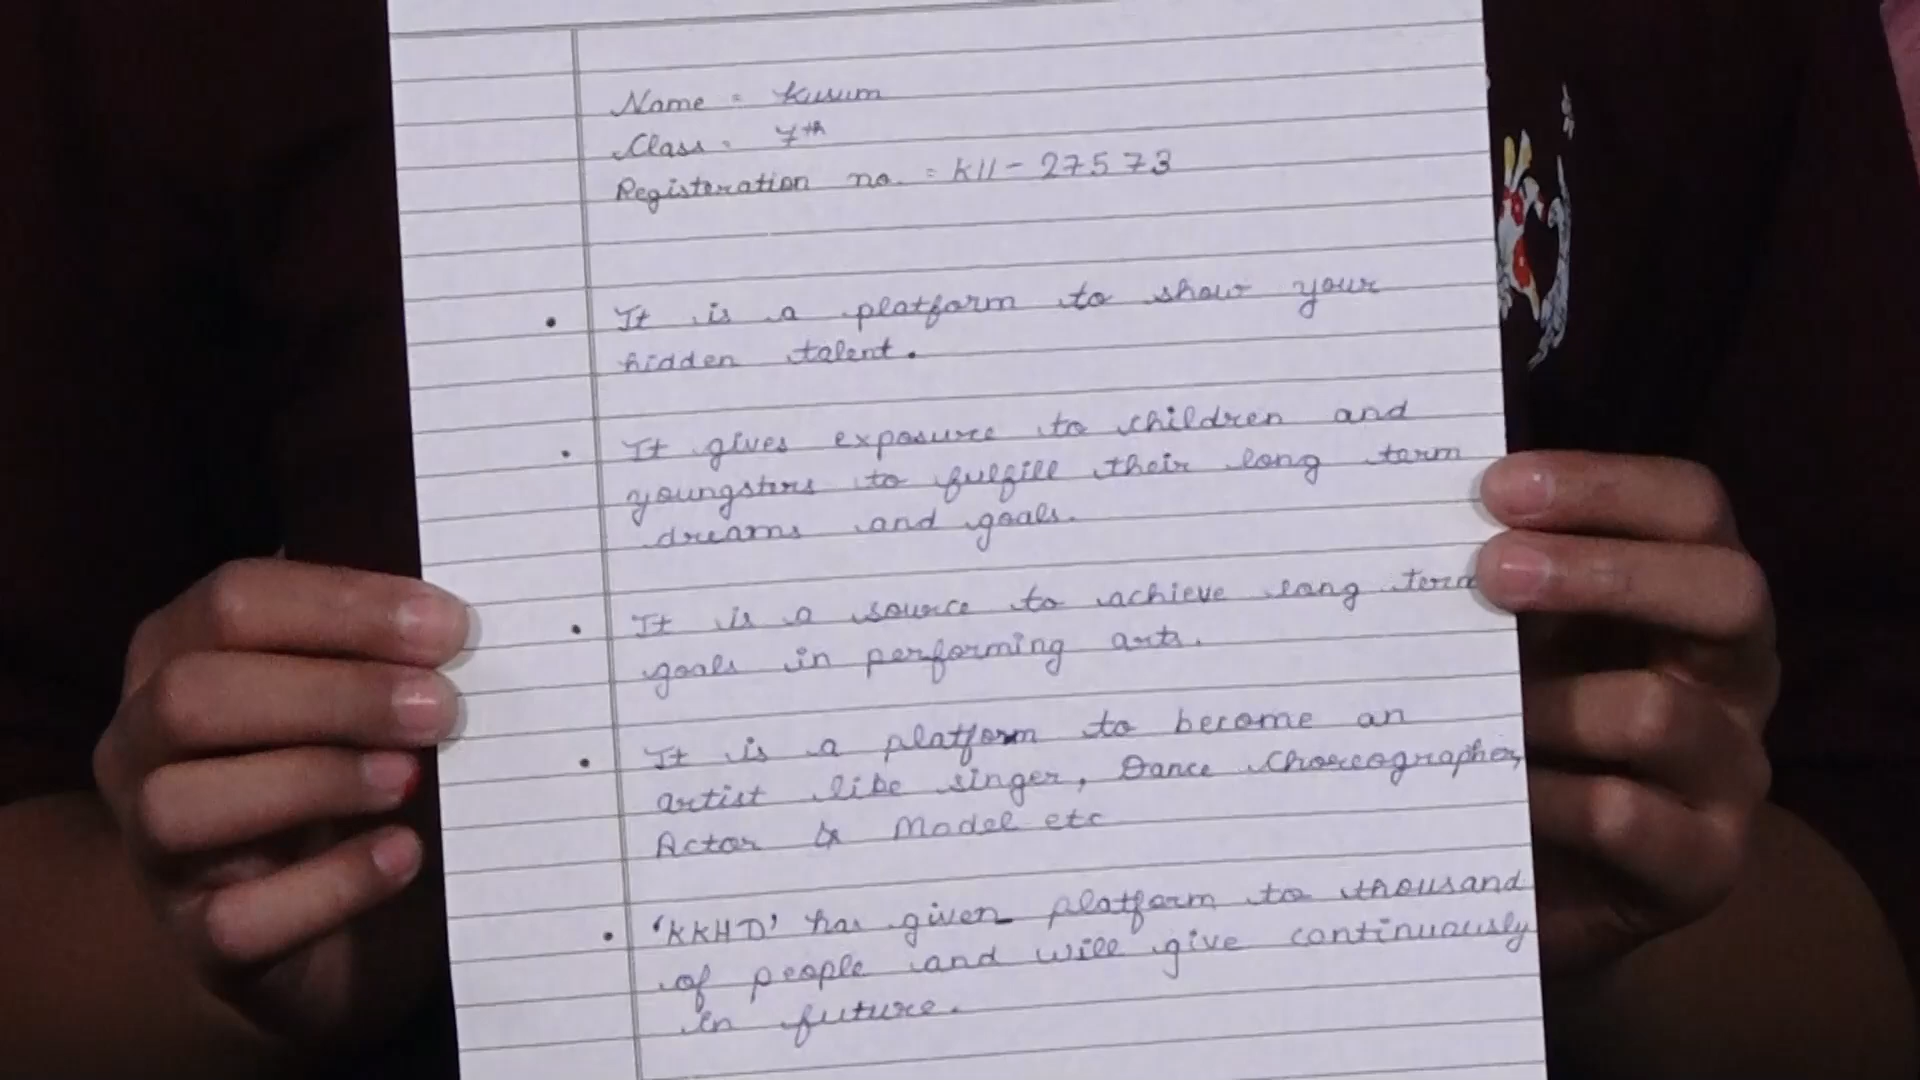 Name = Kusum
Class = 7th
Registeration no. = K11-27573
• It is a platform to show your
hidden talent.
• It gives exposure to children and
youngsters to fulfill their long term
dreams and goals.
• It is a source to achieve long term
goals in performing arts.
• It is a platform to become an
artist like singer, Dance Choreographer,
Actor & Model etc
• 'KKHD' has given platform to thousand
of people and will give continuously
in future.